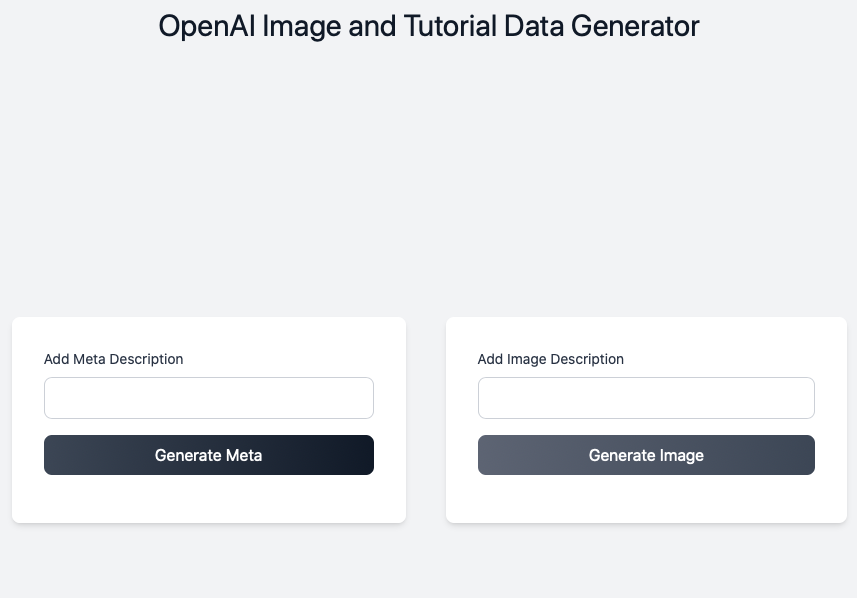 OpenAI Image and Tutorial Data Generator
Add Meta Description
Generate Meta
Add Image Description
Generate Image